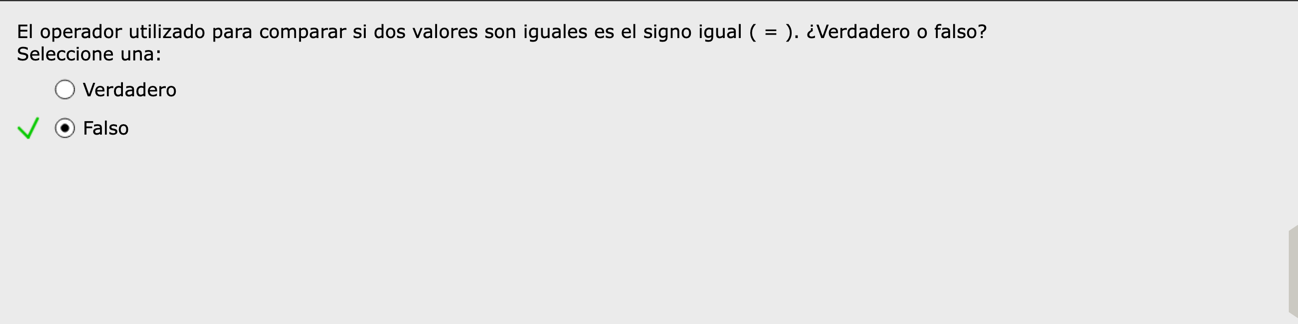 El operador utilizado para comparar si dos valores son iguales es el signo igual ( = ). ¿Verdadero o falso?
Seleccione una:
Verdadero
Falso